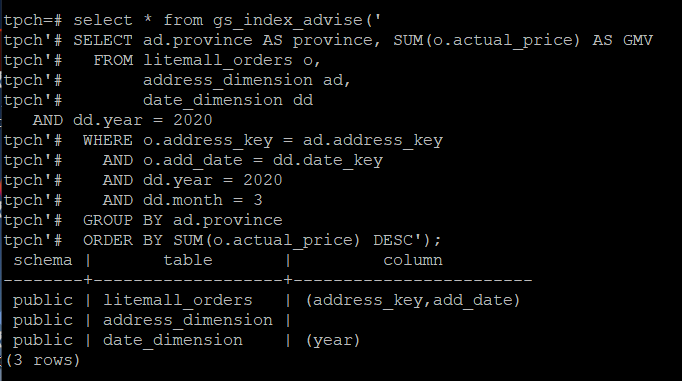 tpch=# select * from gs_index_advise('
tpch'# SELECT ad.province AS province, SUM(o.actual_price) AS GMV
tpch'#   FROM litemall_orders o,
tpch'#        address_dimension ad,
tpch'#        date_dimension dd
   AND dd.year = 2020
tpch'#  WHERE o.address_key = ad.address_key
tpch'#    AND o.add_date = dd.date_key
tpch'#    AND dd.year = 2020
tpch'#    AND dd.month = 3
tpch'#  GROUP BY ad.province
tpch'#  ORDER BY SUM(o.actual_price) DESC');
 schema |       table       |         column
--------+-------------------+------------------------
 public | litemall_orders   | (address_key,add_date)
 public | address_dimension |
 public | date_dimension    | (year)
(3 rows)